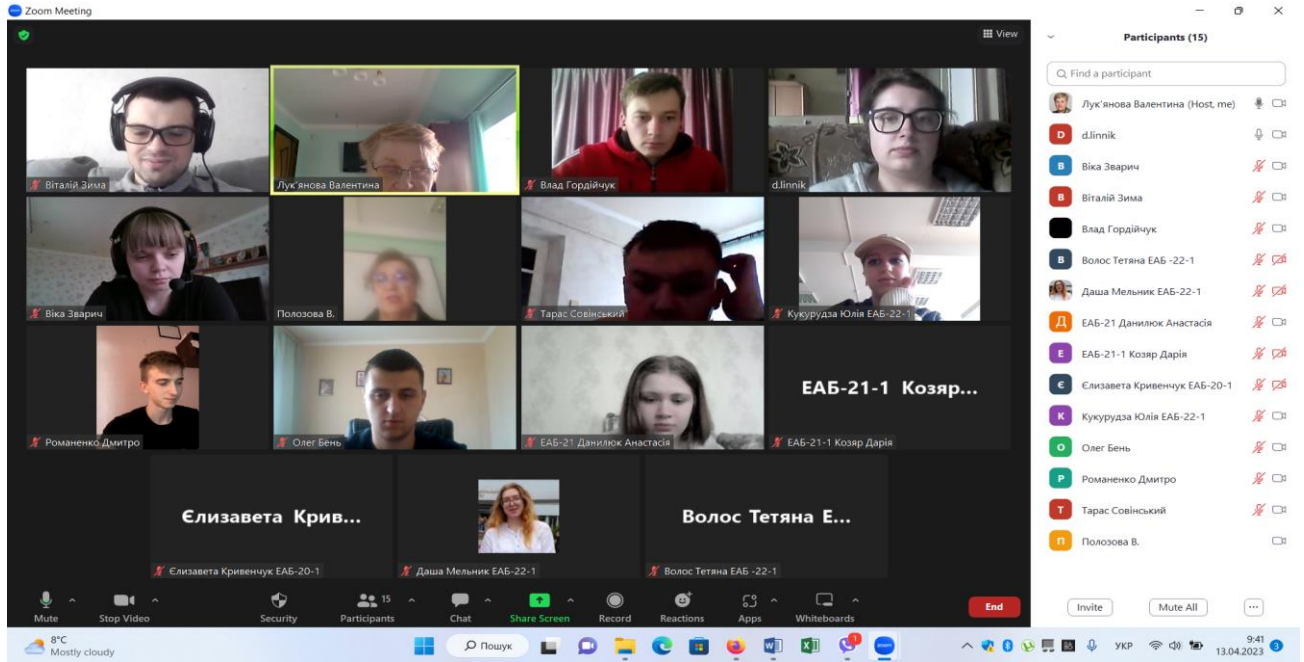 Zoom Meeting
View
Віталій Зима
Лук'янова Валентина
Влад Гордійчук
d.linnik
Віка Зварич
Полозова В.
Тарас Совінський
Кукурудза Юлія ЕАБ-22-1
Романенко Дмитро
Олег Бень
ЕАБ-21 Данилюк Анастасія
ЕАБ-21-1 Козяр...
ЕАБ-21-1 Козяр Дарія
Єлизавета Крив...
Єлизавета Кривенчук ЕАБ-20-1
Даша Мельник ЕАБ-22-1
Волос Тетяна Е...
Волос Тетяна ЕАБ -22-1
Mute
Stop Video
Security
15
Participants
Chat
Share Screen
Record
Reactions
Apps
Whiteboards
End
Participants (15)
Find a participant
Лук'янова Валентина (Host, me)
D d.linnik
В Віка Зварич
В Віталій Зима
Влад Гордійчук
В Волос Тетяна ЕАБ -22-1
Даша Мельник ЕАБ-22-1
Д ЕАБ-21 Данилюк Анастасія
Е ЕАБ-21-1 Козяр Дарія
Є Єлизавета Кривенчук ЕАБ-20-1
К Кукурудза Юлія ЕАБ-22-1
О Олег Бень
Р Романенко Дмитро
Т Тарас Совінський
П Полозова В.
Invite
Mute All
8°C
Mostly cloudy
Пошук
УКР
9:41
13.04.2023
3